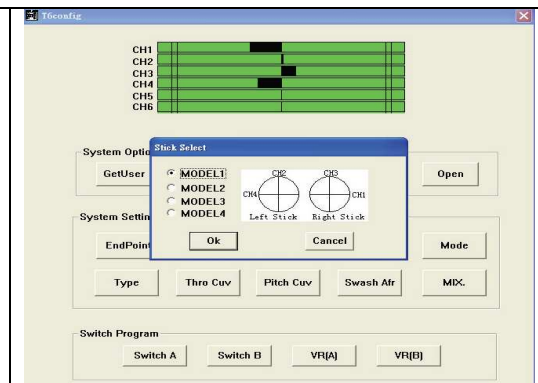 T6config
CH1
CH2
CH3
CH4
CH5
CH6
System Optio
GetUser
Open
Stick Select
MODEL1
MODEL2
MODEL3
MODEL4
CH2 CH3
CH4 CH1
Left Stick Right Stick
Ok Cancel
System Settin
EndPoint Mode
Type Thro Cuv Pitch Cuv Swash Afr MIX.
Switch Program
Switch A Switch B VR(A) VR(B)